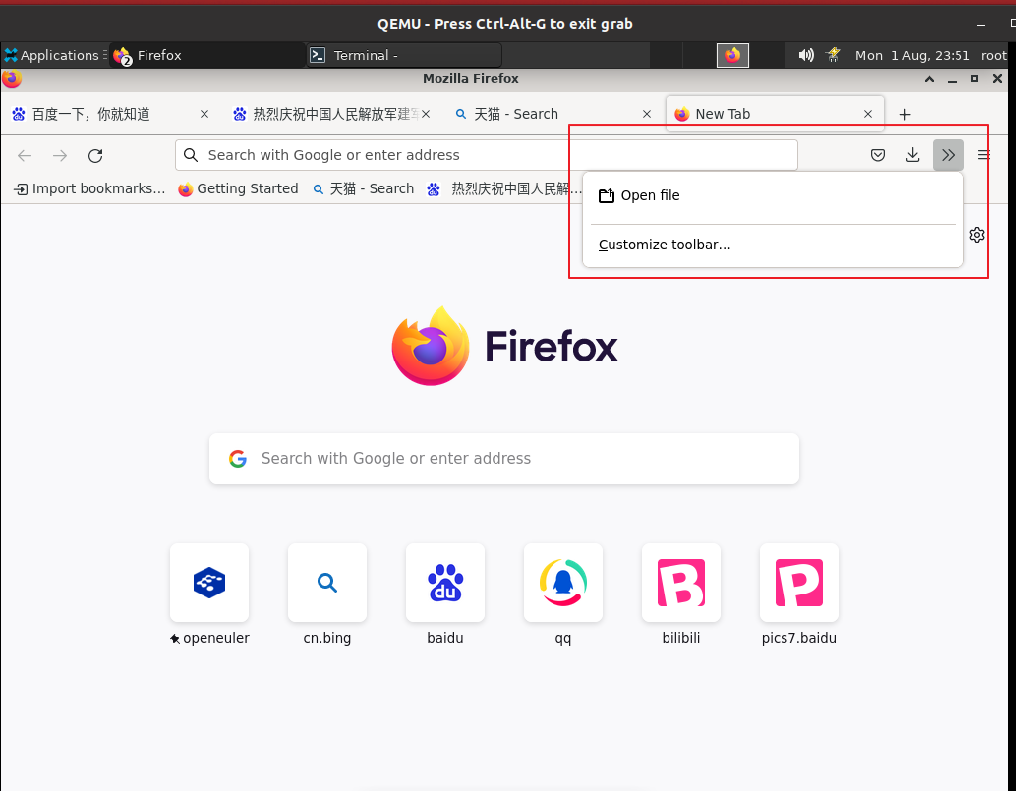 QEMU - Press Ctrl-Alt-G to exit grab
Applications
2 Firefox
Terminal -
Mon 1 Aug, 23:51 root
Mozilla Firefox
百度一下，你就知道
热烈庆祝中国人民解放军建军
天猫 - Search
New Tab
Search with Google or enter address
Import bookmarks...
Getting Started
天猫 - Search
热烈庆祝中国人民解...
Open file
Customize toolbar...
Firefox
Search with Google or enter address
du
openeuler
cn.bing
baidu
qq
B
bilibili
P
pics7.baidu